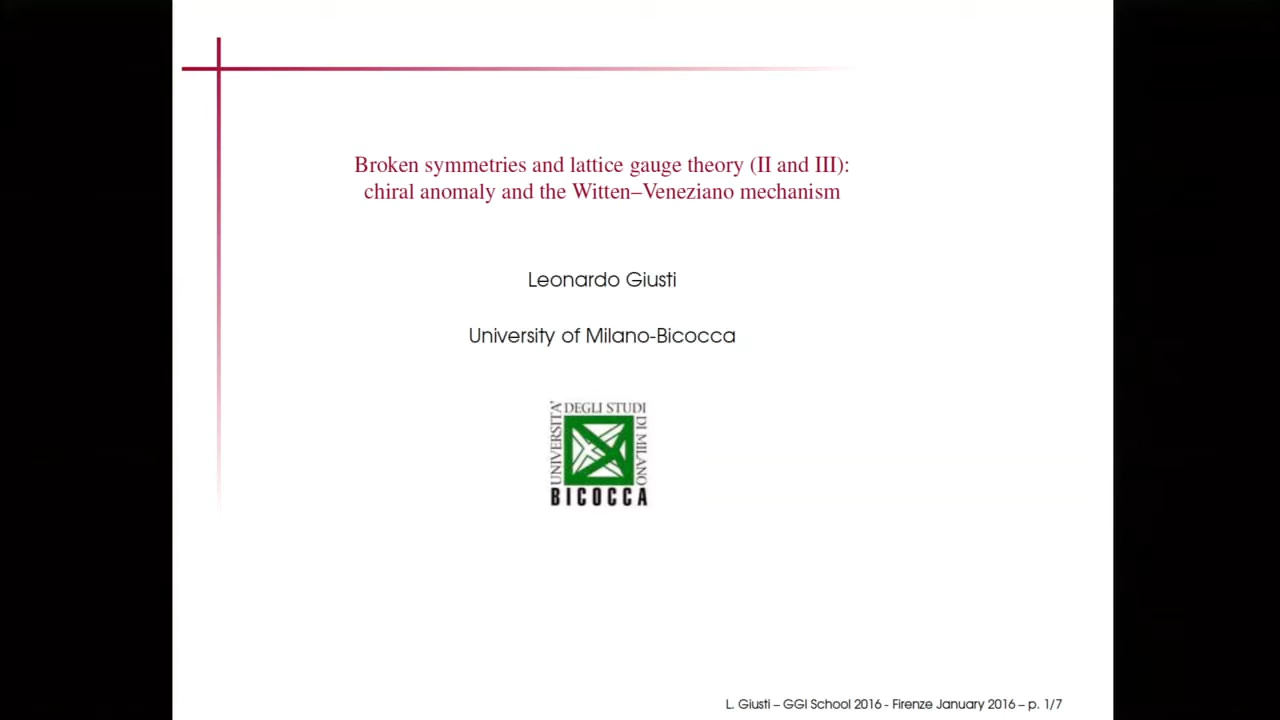 Broken symmetries and lattice gauge theory (II and III):
chiral anomaly and the Witten–Veneziano mechanism
Leonardo Giusti
University of Milano-Bicocca
UNIVERSITA' DEGLI STUDI DI MILANO
BICOCCA
L. Giusti – GGI School 2016 - Firenze January 2016 – p. 1/7